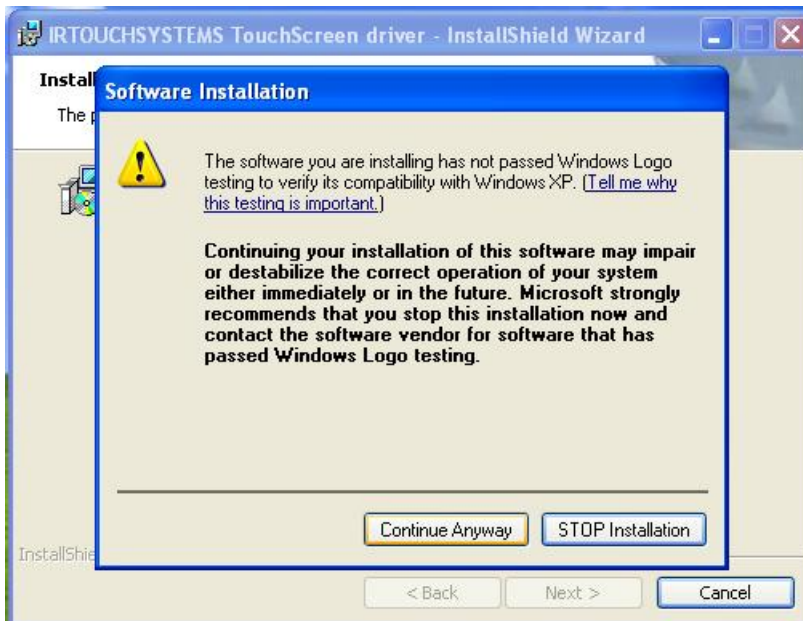 IRTOUCHSYSTEMS TouchScreen driver - InstallShield Wizard
Install
The
Software Installation
The software you are installing has not passed Windows Logo
testing to verify its compatibility with Windows XP. (Tell me why
this testing is important.)
Continuing your installation of this software may impair
or destabilize the correct operation of your system
either immediately or in the future. Microsoft strongly
recommends that you stop this installation now and
contact the software vendor for software that has
passed Windows Logo testing.
Continue Anyway STOP Installation
InstallShie
< Back Next > Cancel